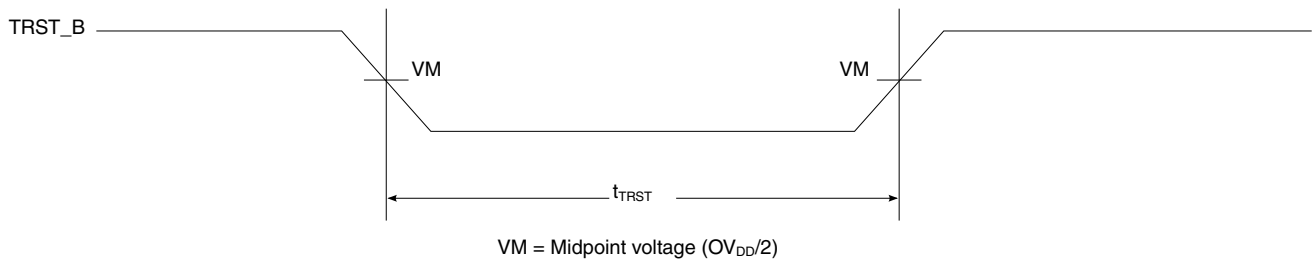 TRST_B
VM VM
tTRST
VM = Midpoint voltage (OVDD/2)